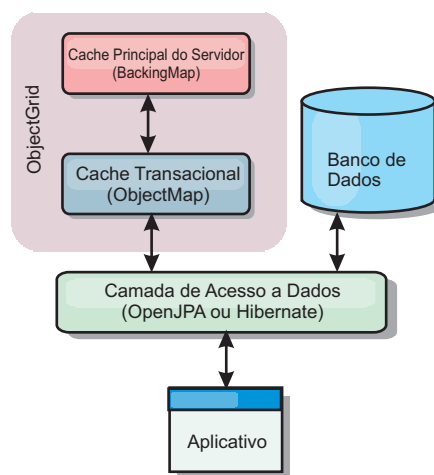 ObjectGrid
Cache Principal do Servidor
(BackingMap)
Cache Transacional
(ObjectMap)
Banco de
Dados
Camada de Acesso a Dados
(OpenJPA ou Hibernate)
Aplicativo